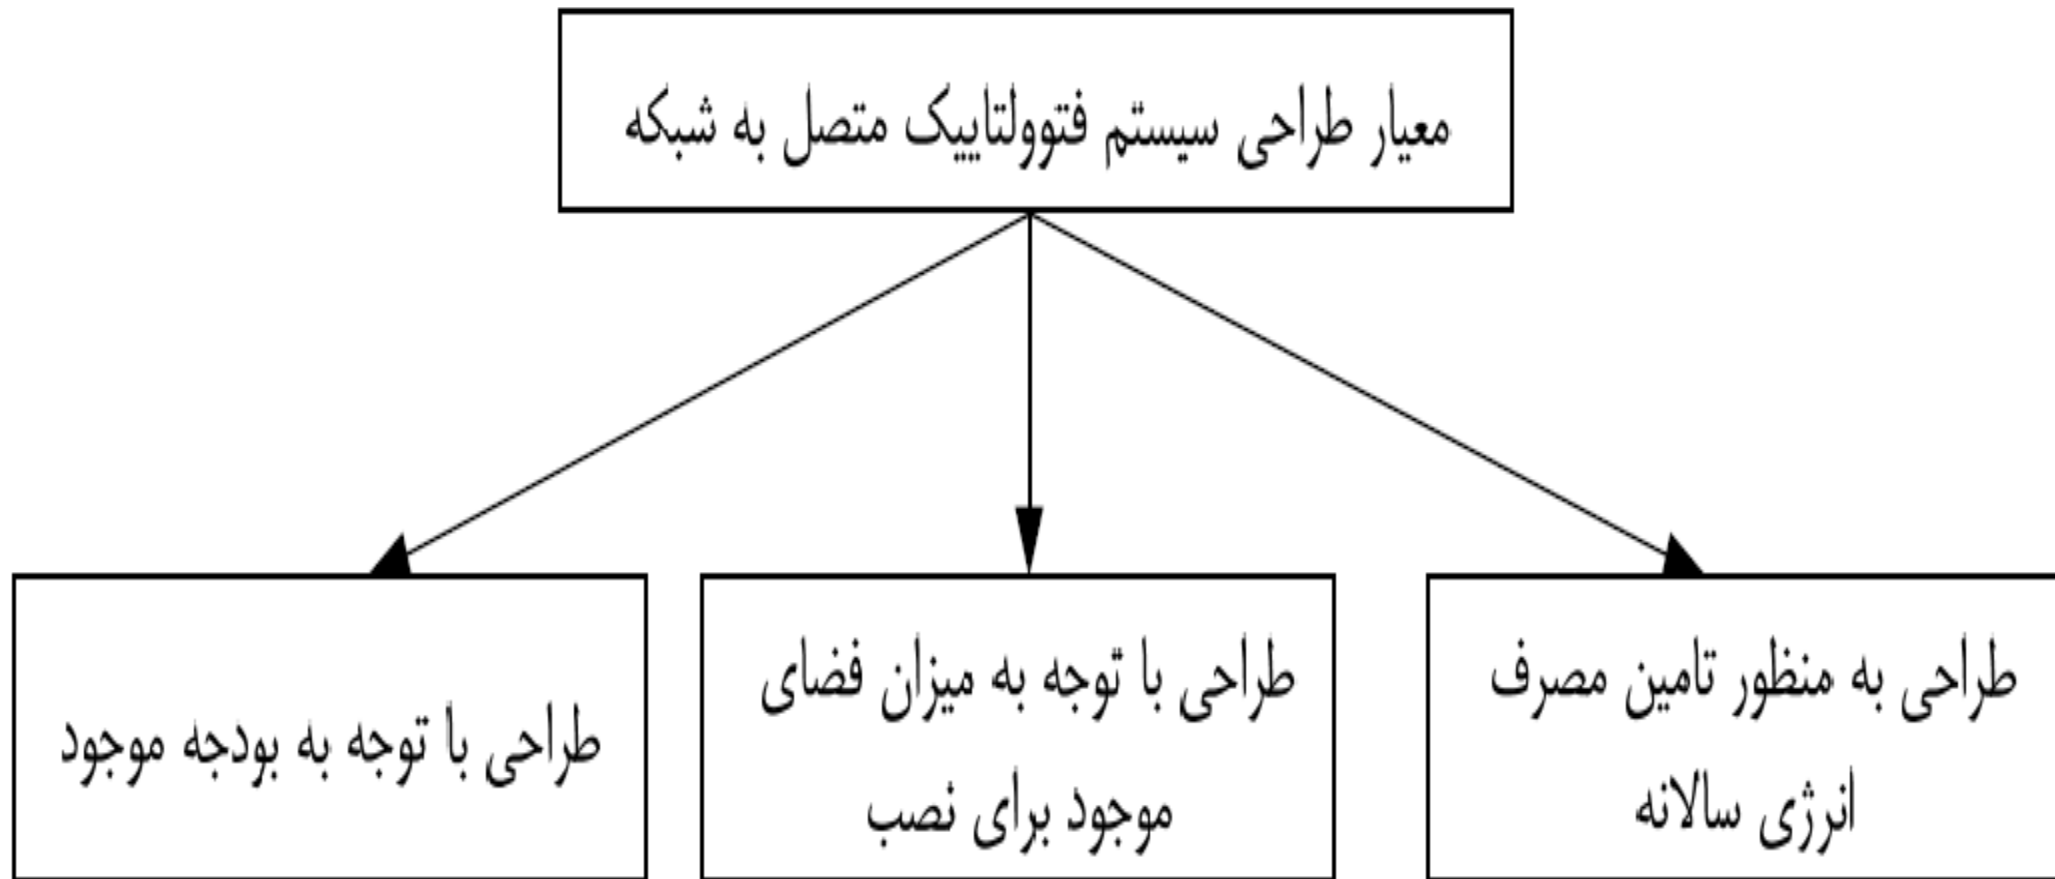 معیار طراحی سیستم فتوولتاییک متصل به شبکه
طراحی به منظور تامین مصرف
انرژی سالانه
طراحی با توجه به میزان فضای
موجود برای نصب
طراحی با توجه به بودجه موجود